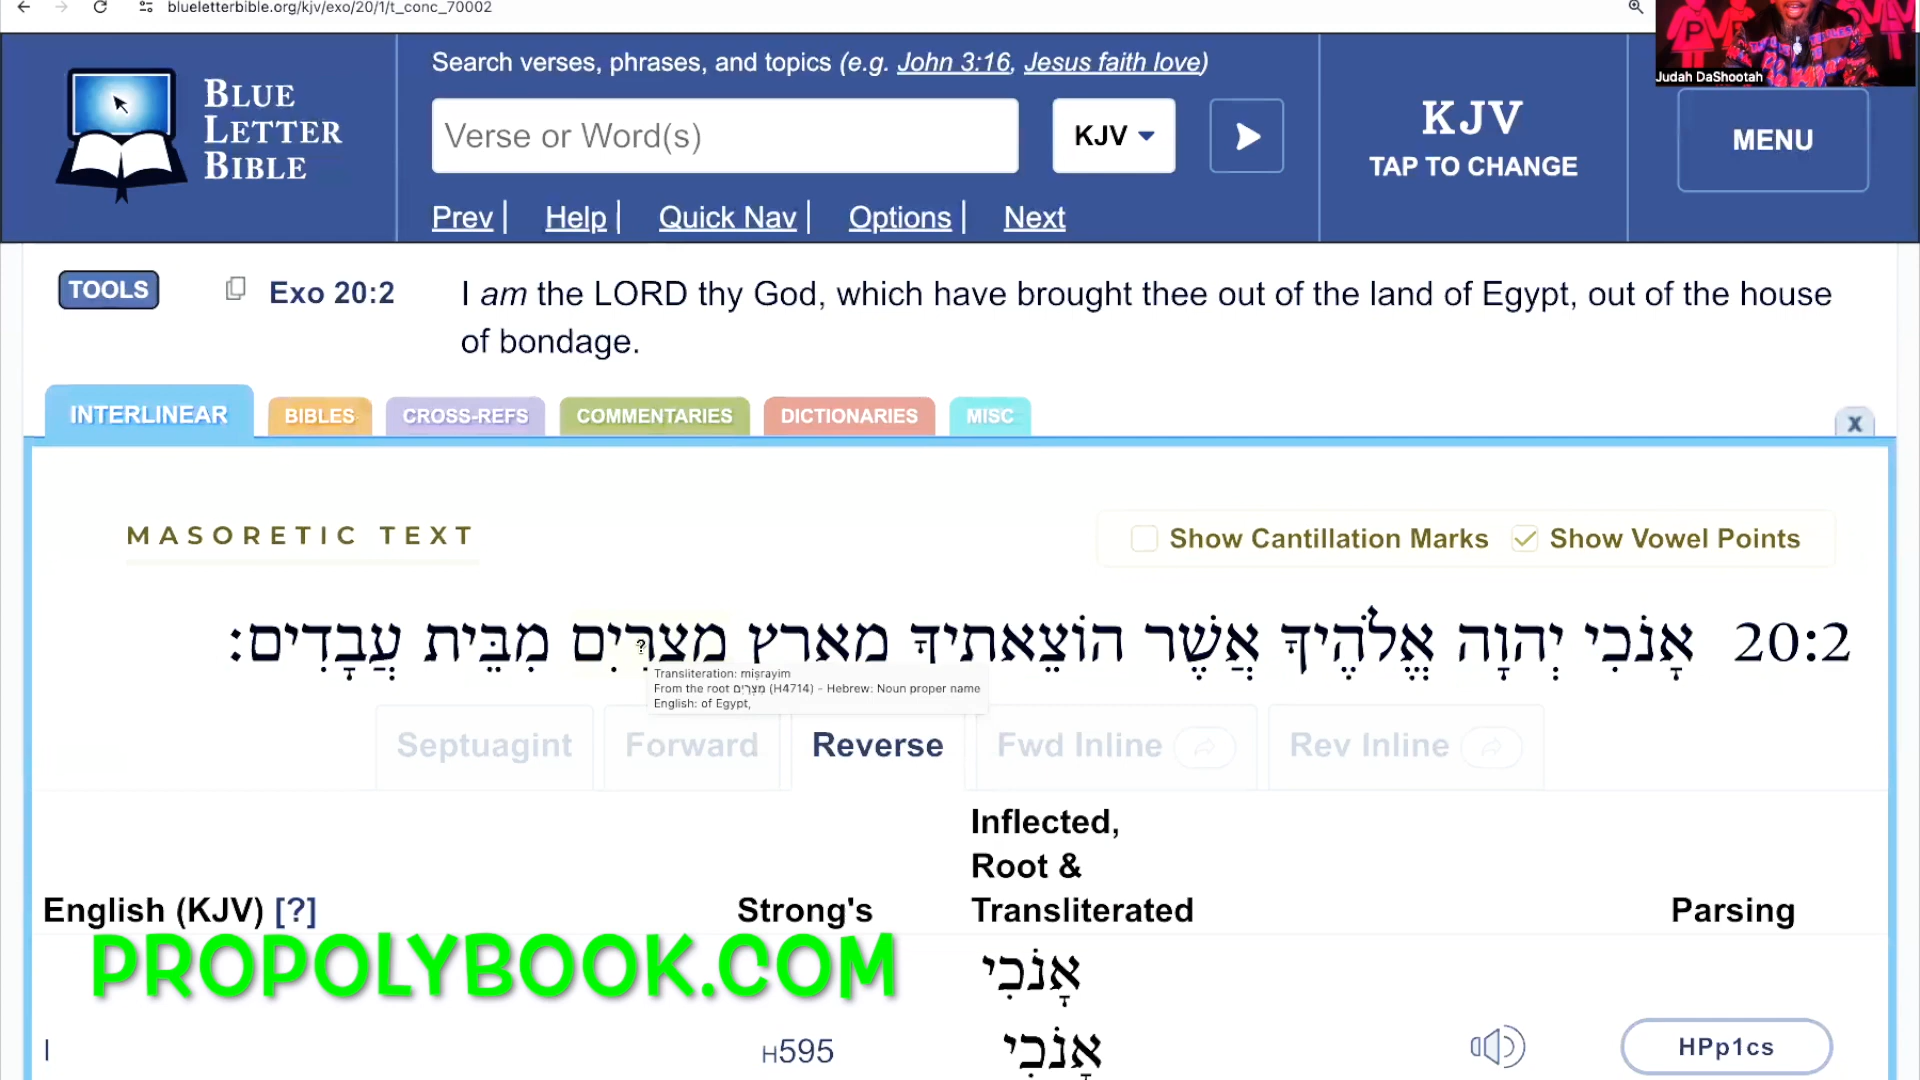 blueletterbible.org/kjv/exo/20/1/t_conc_70002
Judah DaShootah
BLUE
LETTER
BIBLE
Search verses, phrases, and topics (e.g. John 3:16, Jesus faith love)
Verse or Word(s)
KJV
Prev | Help | Quick Nav | Options | Next
KJV
TAP TO CHANGE
MENU
TOOLS
Exo 20:2
I am the LORD thy God, which have brought thee out of the land of Egypt, out of the house
of bondage.
INTERLINEAR BIBLES CROSS-REFS COMMENTARIES DICTIONARIES MISC
X
MASORETIC TEXT
Show Cantillation Marks Show Vowel Points
20:2 אָנֹכִי יְהוָה אֱלֹהֶיךָ אֲשֶׁר הוֹצֵאתִיךָ מֵאֶרֶץ מִצְרַיִם מִבֵּית עֲבָדִים׃
Transliteration: miṣrayim
From the root מִצְרַיִם (H4714) - Hebrew: Noun proper name
English: of Egypt,
Septuagint Forward Reverse Fwd Inline Rev Inline
English (KJV) [?]
Strong's
Inflected,
Root &
Transliterated
Parsing
PROPOLYBOOK.COM
אָנֹכִי
I
H595
אָנֹכִי
HPp1cs